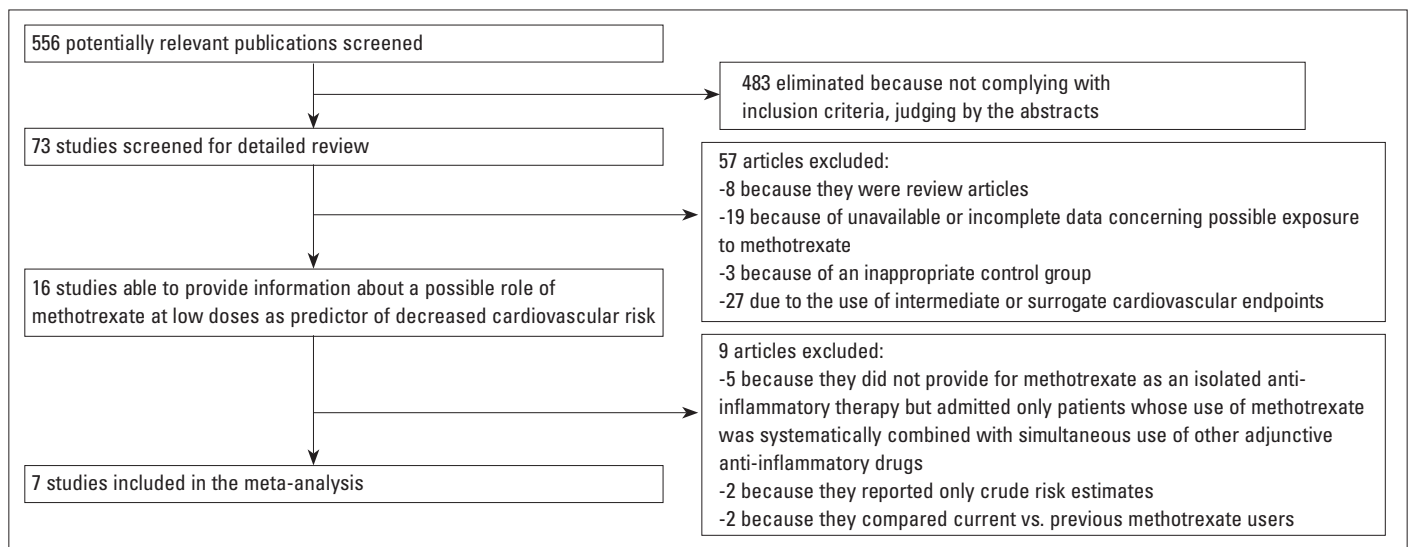 556 potentially relevant publications screened
483 eliminated because not complying with
inclusion criteria, judging by the abstracts
73 studies screened for detailed review
57 articles excluded:
-8 because they were review articles
-19 because of unavailable or incomplete data concerning possible exposure
to methotrexate
-3 because of an inappropriate control group
-27 due to the use of intermediate or surrogate cardiovascular endpoints
16 studies able to provide information about a possible role of
methotrexate at low doses as predictor of decreased cardiovascular risk
9 articles excluded:
-5 because they did not provide for methotrexate as an isolated anti-
inflammatory therapy but admitted only patients whose use of methotrexate
was systematically combined with simultaneous use of other adjunctive
anti-inflammatory drugs
-2 because they reported only crude risk estimates
-2 because they compared current vs. previous methotrexate users
7 studies included in the meta-analysis